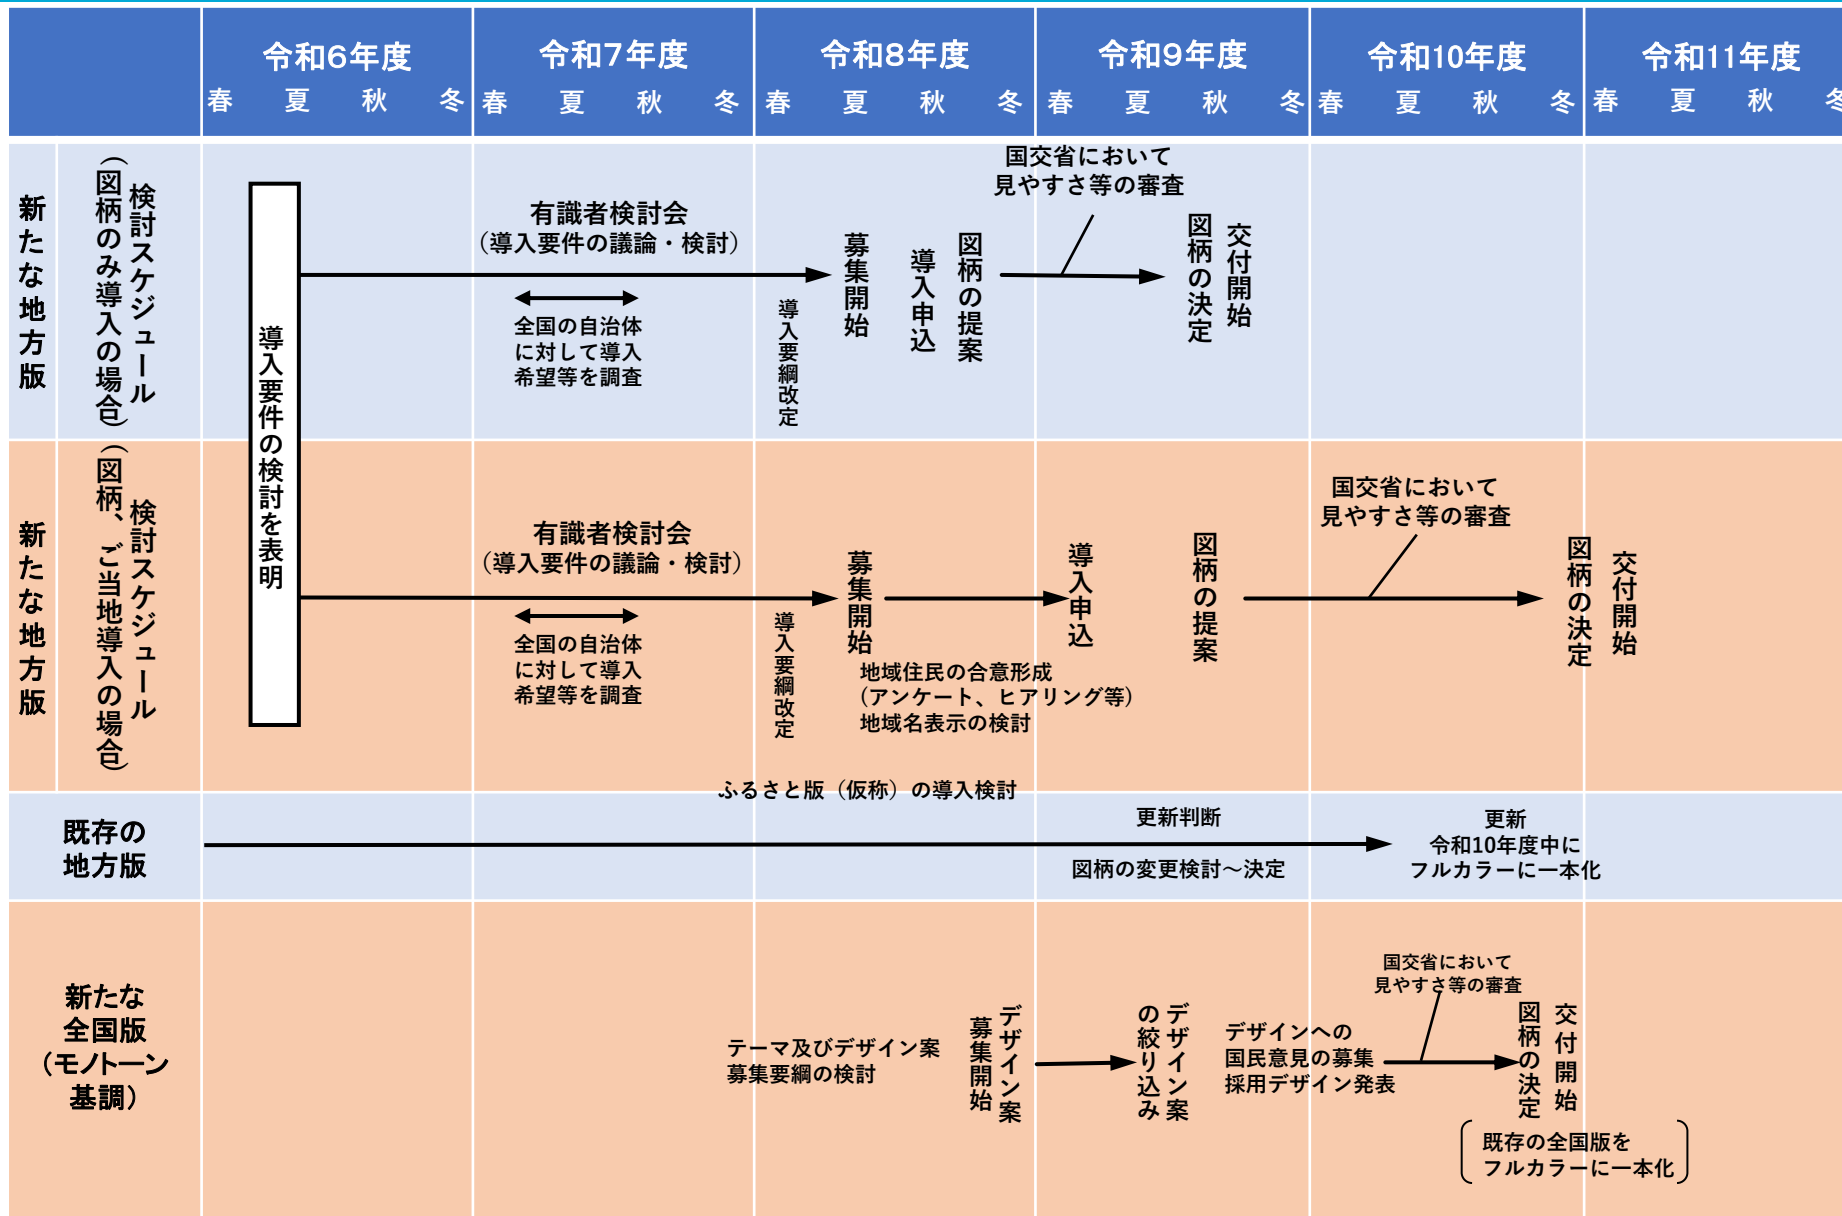 令和6年度
令和7年度
令和8年度
令和9年度
令和10年度
令和11年度
春 夏 秋 冬
春 夏 秋 冬
春 夏 秋 冬
春 夏 秋 冬
春 夏 秋 冬
春 夏 秋 冬
新たな地方版
検討スケジュール
（図柄のみ導入の場合）
導入要件の検討を表明
有識者検討会
（導入要件の議論・検討）
全国の自治体
に対して導入
希望等を調査
導入要綱改定
募集開始
導入申込
図柄の提案
国交省において
見やすさ等の審査
図柄の決定
交付開始
新たな地方版
検討スケジュール
（図柄、ご当地導入の場合）
有識者検討会
（導入要件の議論・検討）
全国の自治体
に対して導入
希望等を調査
導入要綱改定
募集開始
地域住民の合意形成
（アンケート、ヒアリング等）
地域名表示の検討
導入申込
図柄の提案
国交省において
見やすさ等の審査
図柄の決定
交付開始
ふるさと版（仮称）の導入検討
既存の
地方版
更新判断
図柄の変更検討～決定
更新
令和10年度中に
フルカラーに一本化
新たな
全国版
（モノトーン
基調）
テーマ及びデザイン案
募集要綱の検討
デザイン案
募集開始
デザイン案
の絞り込み
デザインへの
国民意見の募集
採用デザイン発表
国交省において
見やすさ等の審査
図柄の決定
交付開始
既存の全国版を
フルカラーに一本化